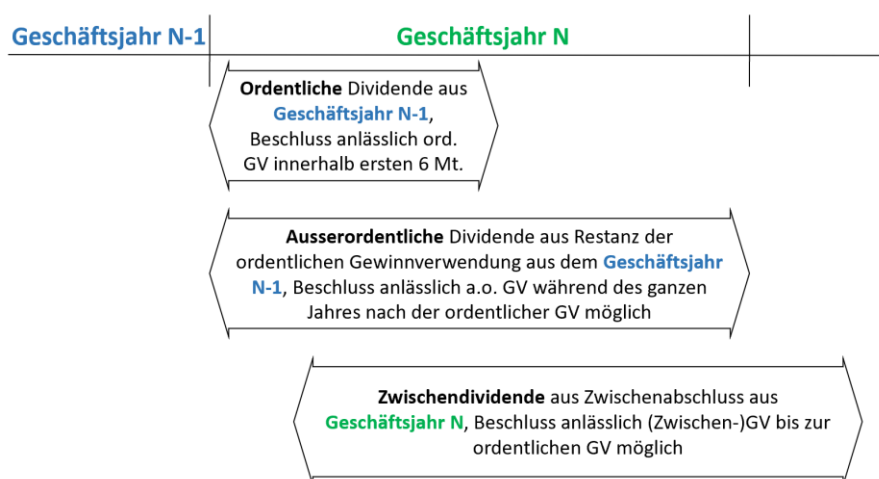 Geschäftsjahr N-1
Geschäftsjahr N
Ordentliche Dividende aus
Geschäftsjahr N-1,
Beschluss anlässlich ord.
GV innerhalb ersten 6 Mt.
Ausserordentliche Dividende aus Restanz der
ordentlichen Gewinnverwendung aus dem Geschäftsjahr
N-1, Beschluss anlässlich a.o. GV während des ganzen
Jahres nach der ordentlicher GV möglich
Zwischendividende aus Zwischenabschluss aus
Geschäftsjahr N, Beschluss anlässlich (Zwischen-)GV bis zur
ordentlichen GV möglich